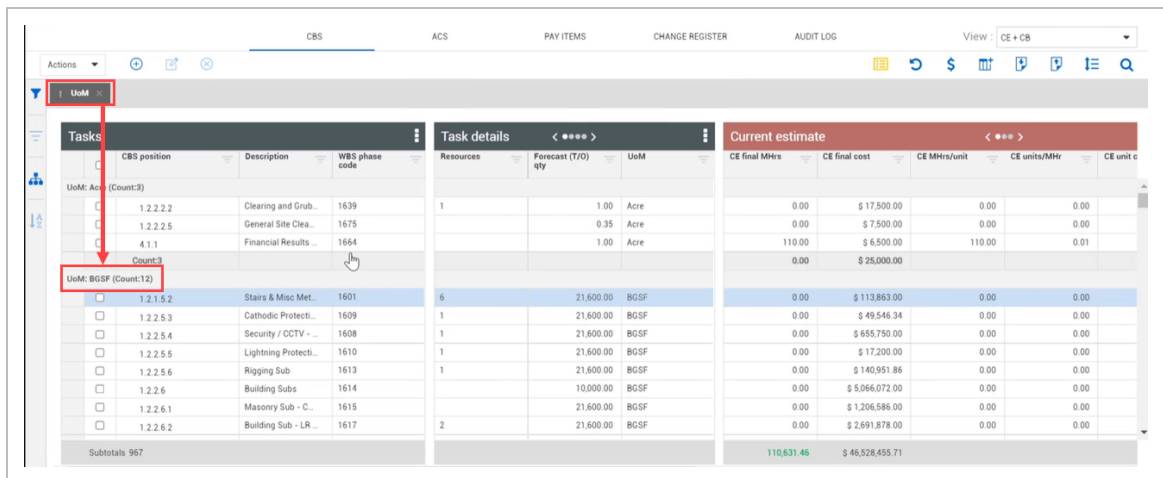 CBS ACS PAY ITEMS CHANGE REGISTER AUDIT LOG View : CE + CB
Actions
↑ UoM ×
Tasks Task details Current estimate
CBS position Description WBS phase code Resources Forecast (T/O) qty UoM CE final MHrs CE final cost CE MHrs/unit CE units/MHr CE unit c
UoM: Acre (Count:3)
1.2.2.2.2 Clearing and Grub... 1639 1 1.00 Acre 0.00 $ 17,500.00 0.00 0.00
1.2.2.2.5 General Site Clea... 1675 0.35 Acre 0.00 $ 7,500.00 0.00 0.00
4.1.1 Financial Results ... 1664 1.00 Acre 110.00 $ 6,500.00 110.00 0.01
Count:3 0.00 $ 25,000.00
UoM: BGSF (Count:12)
1.2.1.5.2 Stairs & Misc Met... 1601 6 21,600.00 BGSF 0.00 $ 113,863.00 0.00 0.00
1.2.2.5.3 Cathodic Protecti... 1609 1 21,600.00 BGSF 0.00 $ 49,546.34 0.00 0.00
1.2.2.5.4 Security / CCTV - ... 1608 1 21,600.00 BGSF 0.00 $ 655,750.00 0.00 0.00
1.2.2.5.5 Lightning Protecti... 1610 1 21,600.00 BGSF 0.00 $ 17,200.00 0.00 0.00
1.2.2.5.6 Rigging Sub 1613 1 21,600.00 BGSF 0.00 $ 140,951.86 0.00 0.00
1.2.2.6 Building Subs 1614 10,000.00 BGSF 0.00 $ 5,066,072.00 0.00 0.00
1.2.2.6.1 Masonry Sub - C... 1615 21,600.00 BGSF 0.00 $ 1,206,586.00 0.00 0.00
1.2.2.6.2 Building Sub - LR ... 1617 2 21,600.00 BGSF 0.00 $ 2,691,878.00 0.00 0.00
Subtotals 967 110,631.46 $ 46,528,455.71